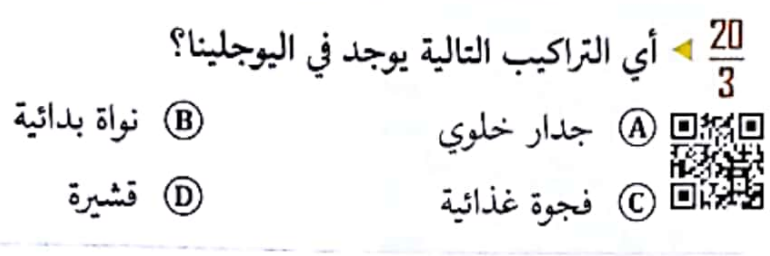 20/3 ◄ أي التراكيب التالية يوجد في اليوجلينا؟
A جدار خلوي B نواة بدائية
C فجوة غذائية D قشيرة